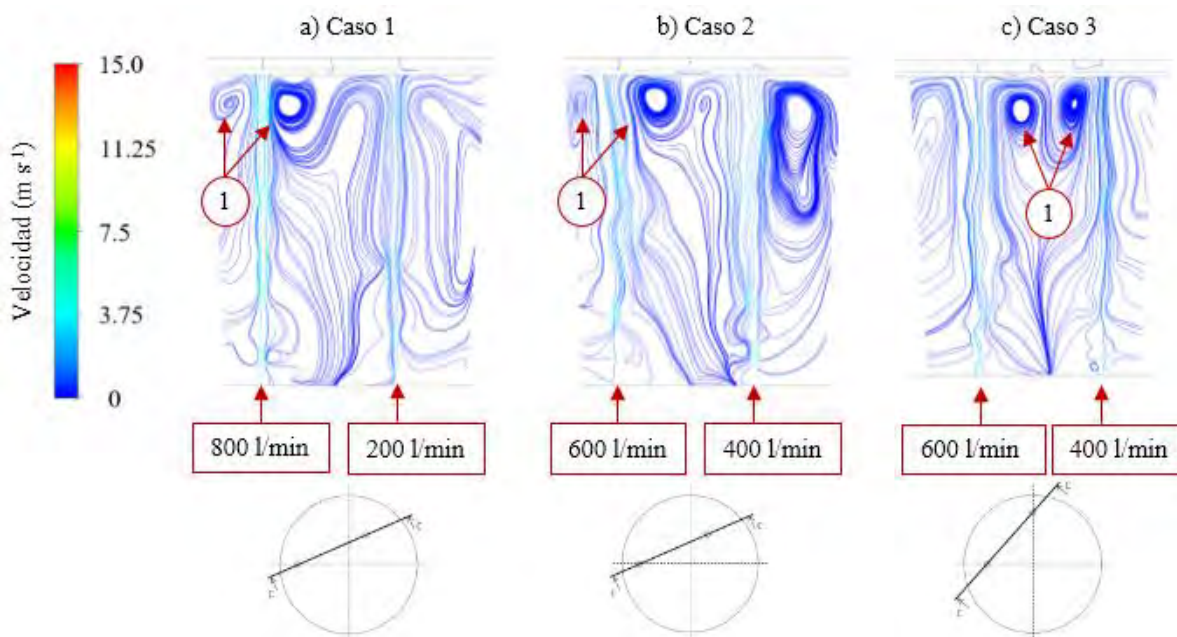 a) Caso 1
b) Caso 2
c) Caso 3
Velocidad (m s⁻¹)
15.0
11.25
7.5
3.75
0
1
1
1
800 l/min
200 l/min
600 l/min
400 l/min
600 l/min
400 l/min